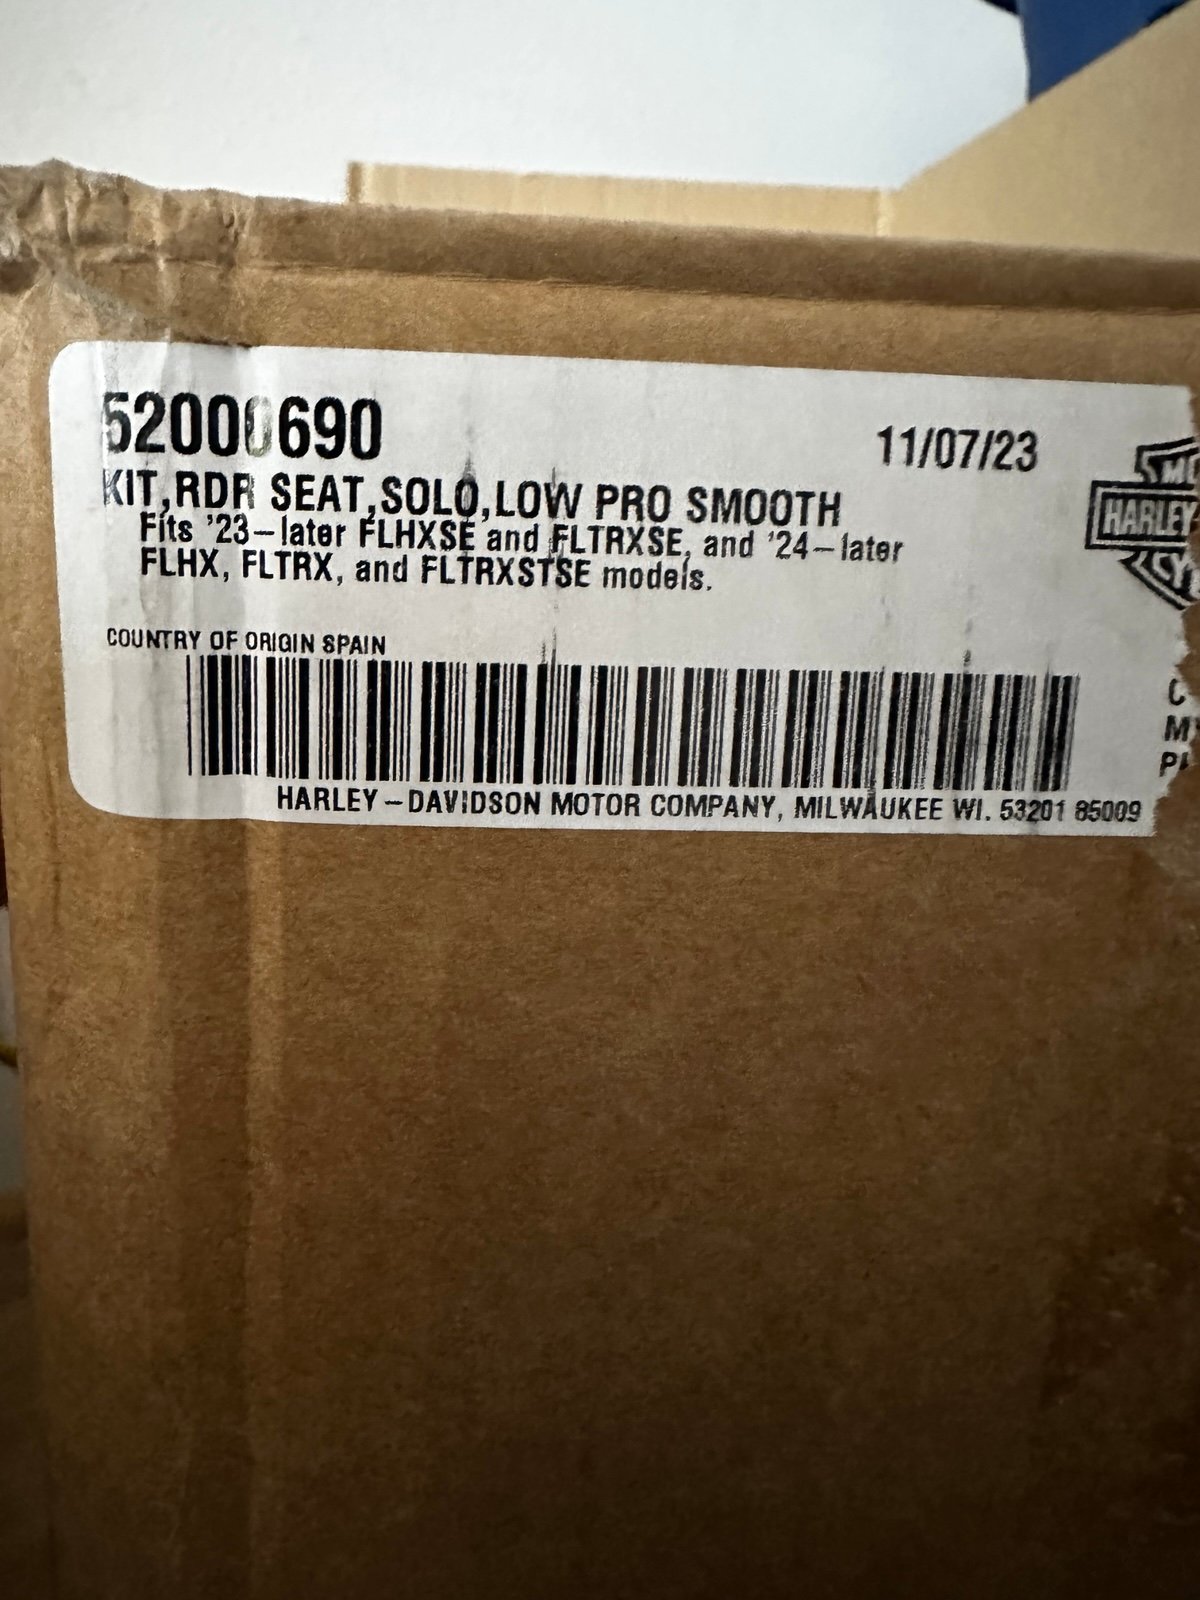 52000690
11/07/23
KIT,RDR SEAT,SOLO,LOW PRO SMOOTH
Fits '23-later FLHXSE and FLTRXSE, and '24-later
FLHX, FLTRX, and FLTRXSTSE models.
HARLEY
COUNTRY OF ORIGIN SPAIN
HARLEY-DAVIDSON MOTOR COMPANY, MILWAUKEE WI. 53201 85009